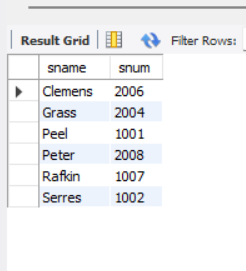 Result Grid Filter Rows:
sname snum
Clemens 2006
Grass 2004
Peel 1001
Peter 2008
Rafkin 1007
Serres 1002